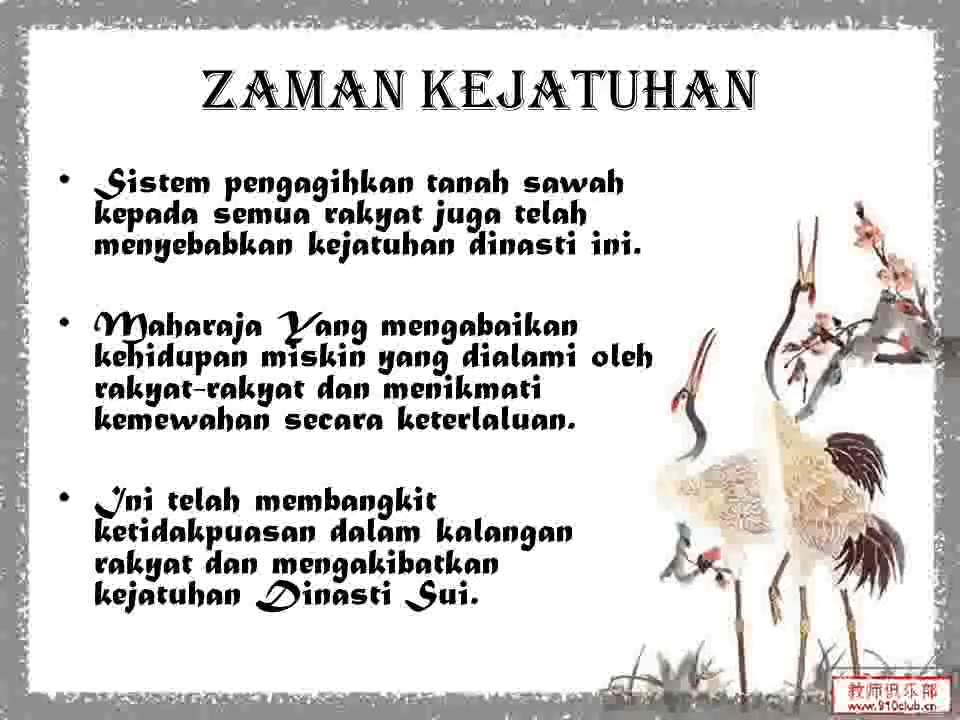 ZAMAN KEJATUHAN
• Sistem pengagihkan tanah sawah
kepada semua rakyat juga telah
menyebabkan kejatuhan dinasti ini.
• Maharaja Yang mengabaikan
kehidupan miskin yang dialami oleh
rakyat-rakyat dan menikmati
kemewahan secara keterlaluan.
• Ini telah membangkit
ketidakpuasan dalam kalangan
rakyat dan mengakibatkan
kejatuhan Dinasti Sui.
教师俱乐部
www.910club.cn